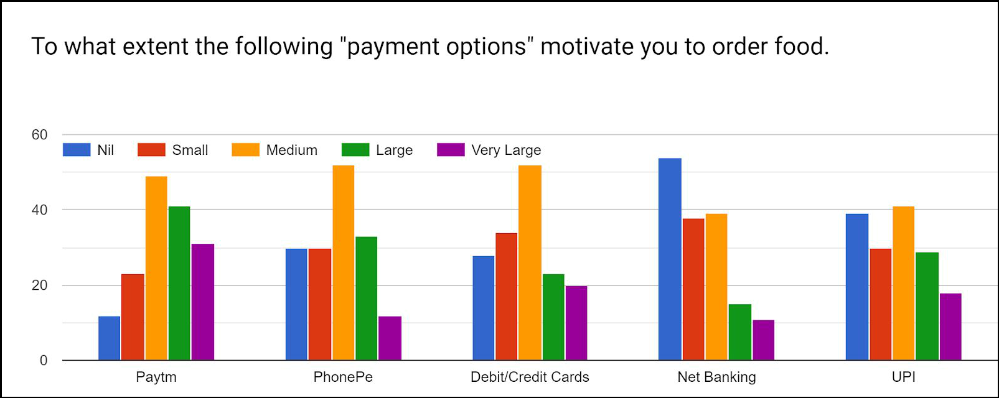 To what extent the following "payment options" motivate you to order food.
60
Nil Small Medium Large Very Large
40
20
0
Paytm PhonePe Debit/Credit Cards Net Banking UPI